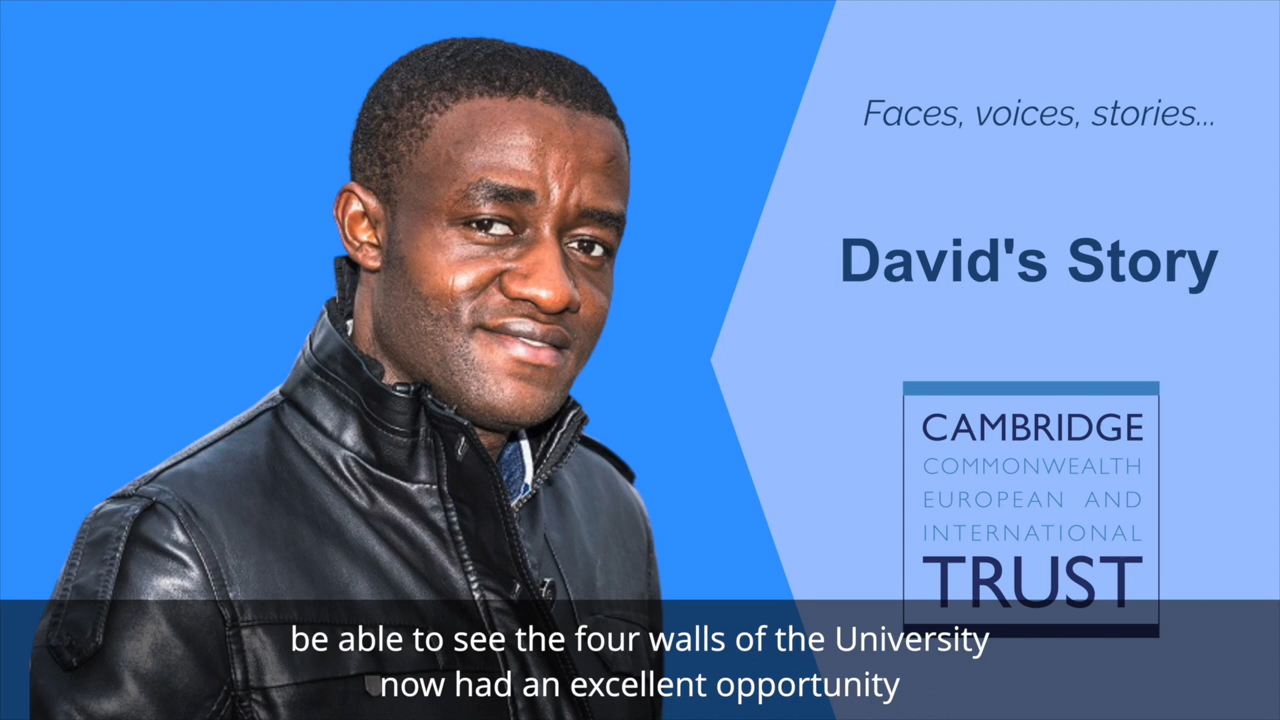 Faces, voices, stories...
David's Story
CAMBRIDGE
COMMONWEALTH
EUROPEAN AND
INTERNATIONAL
TRUST
be able to see the four walls of the University
now had an excellent opportunity